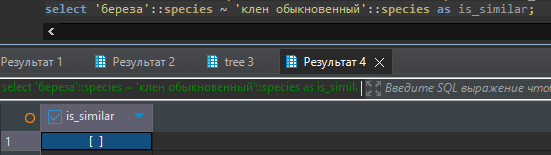 select 'береза'::species ~ 'клен обыкновенный'::species as is_similar;
Результат 1 Результат 2 tree 3 Результат 4
select 'береза'::species ~ 'клен обыкновенный'::species as is_simila Введите SQL выражение что
is_similar
1 [ ]